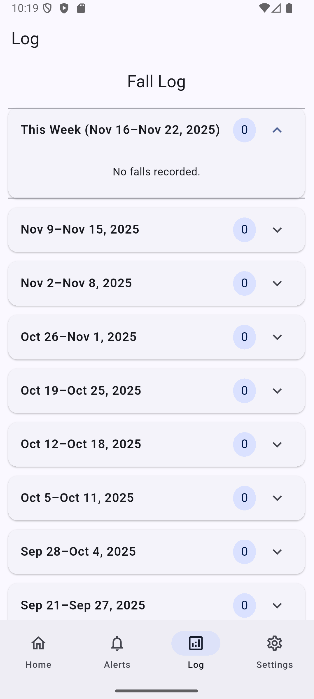 10:19
Log
Fall Log
This Week (Nov 16–Nov 22, 2025) 0
No falls recorded.
Nov 9–Nov 15, 2025 0
Nov 2–Nov 8, 2025 0
Oct 26–Nov 1, 2025 0
Oct 19–Oct 25, 2025 0
Oct 12–Oct 18, 2025 0
Oct 5–Oct 11, 2025 0
Sep 28–Oct 4, 2025 0
Sep 21–Sep 27, 2025 0
Home Alerts Log Settings